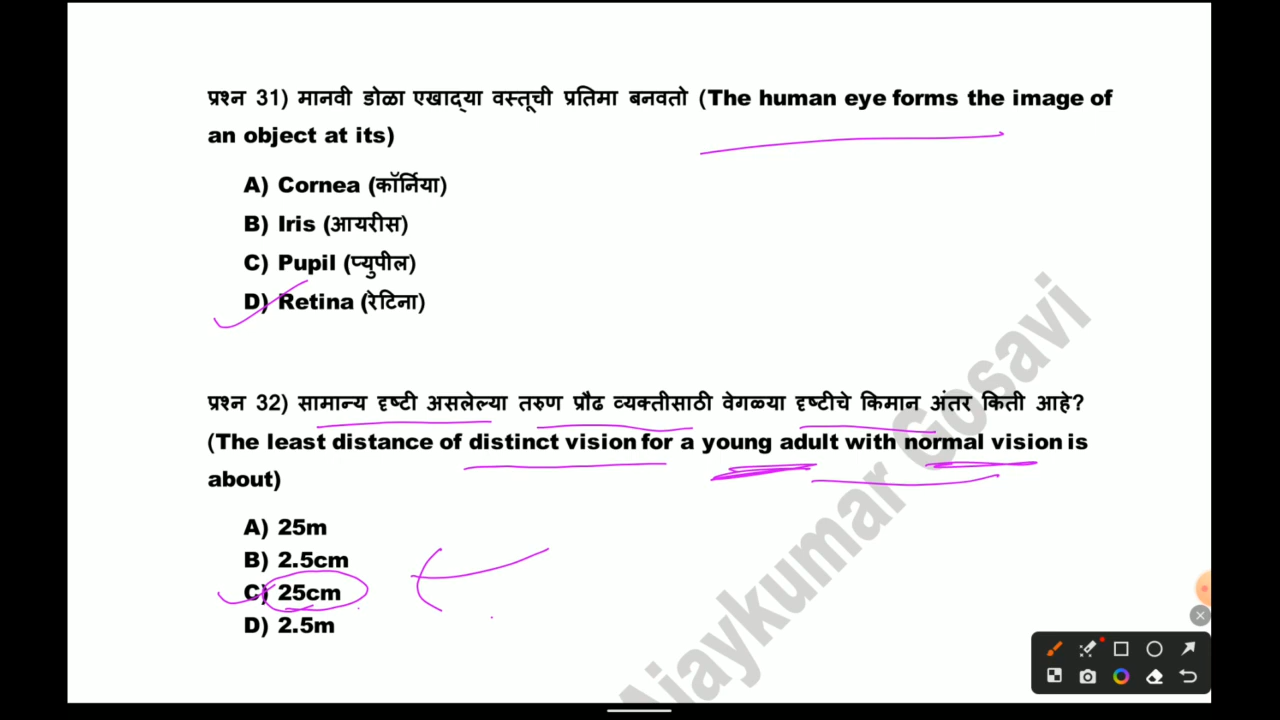 प्रश्न 31) मानवी डोळा एखाद्या वस्तूची प्रतिमा बनवतो (The human eye forms the image of
an object at its)
A) Cornea (कॉर्निया)
B) Iris (आयरीस)
C) Pupil (प्युपील)
D) Retina (रेटिना)
प्रश्न 32) सामान्य दृष्टी असलेल्या तरुण प्रौढ व्यक्तीसाठी वेगळ्या दृष्टीचे किमान अंतर किती आहे?
(The least distance of distinct vision for a young adult with normal vision is
about)
A) 25m
B) 2.5cm
C) 25cm
D) 2.5m
Ajaykumar Gosavi